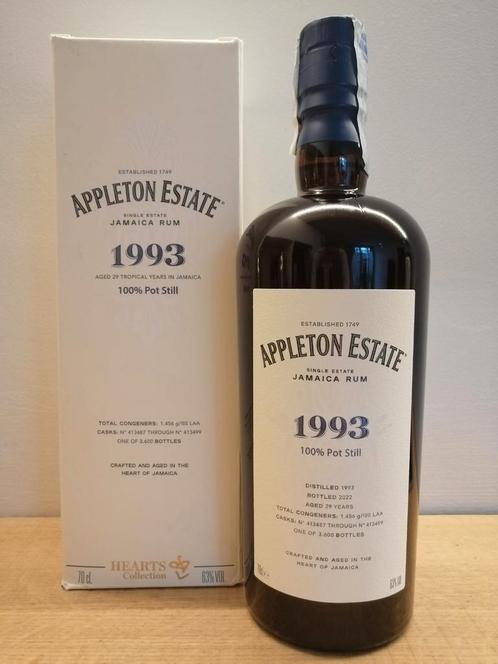 ESTABLISHED 1749
APPLETON ESTATE®
SINGLE ESTATE
JAMAICA RUM
1993
AGED 29 TROPICAL YEARS IN JAMAICA
100% Pot Still
TOTAL CONGENERS: 1.456 g/100 LAA
CASKS: N° 413487 THROUGH N° 413499
ONE OF 3.600 BOTTLES
CRAFTED AND AGED IN THE
HEART OF JAMAICA
70 cL
HEARTS
Collection
63% VOL
ESTABLISHED 1749
APPLETON ESTATE®
SINGLE ESTATE
JAMAICA RUM
1993
100% Pot Still
DISTILLED 1993
BOTTLED 2022
AGED 29 YEARS
TOTAL CONGENERS: 1.456 g/100 LAA
CASKS: N° 413487 THROUGH N° 413499
ONE OF 3.600 BOTTLES
CRAFTED AND AGED IN THE
HEART OF JAMAICA
63% VOL